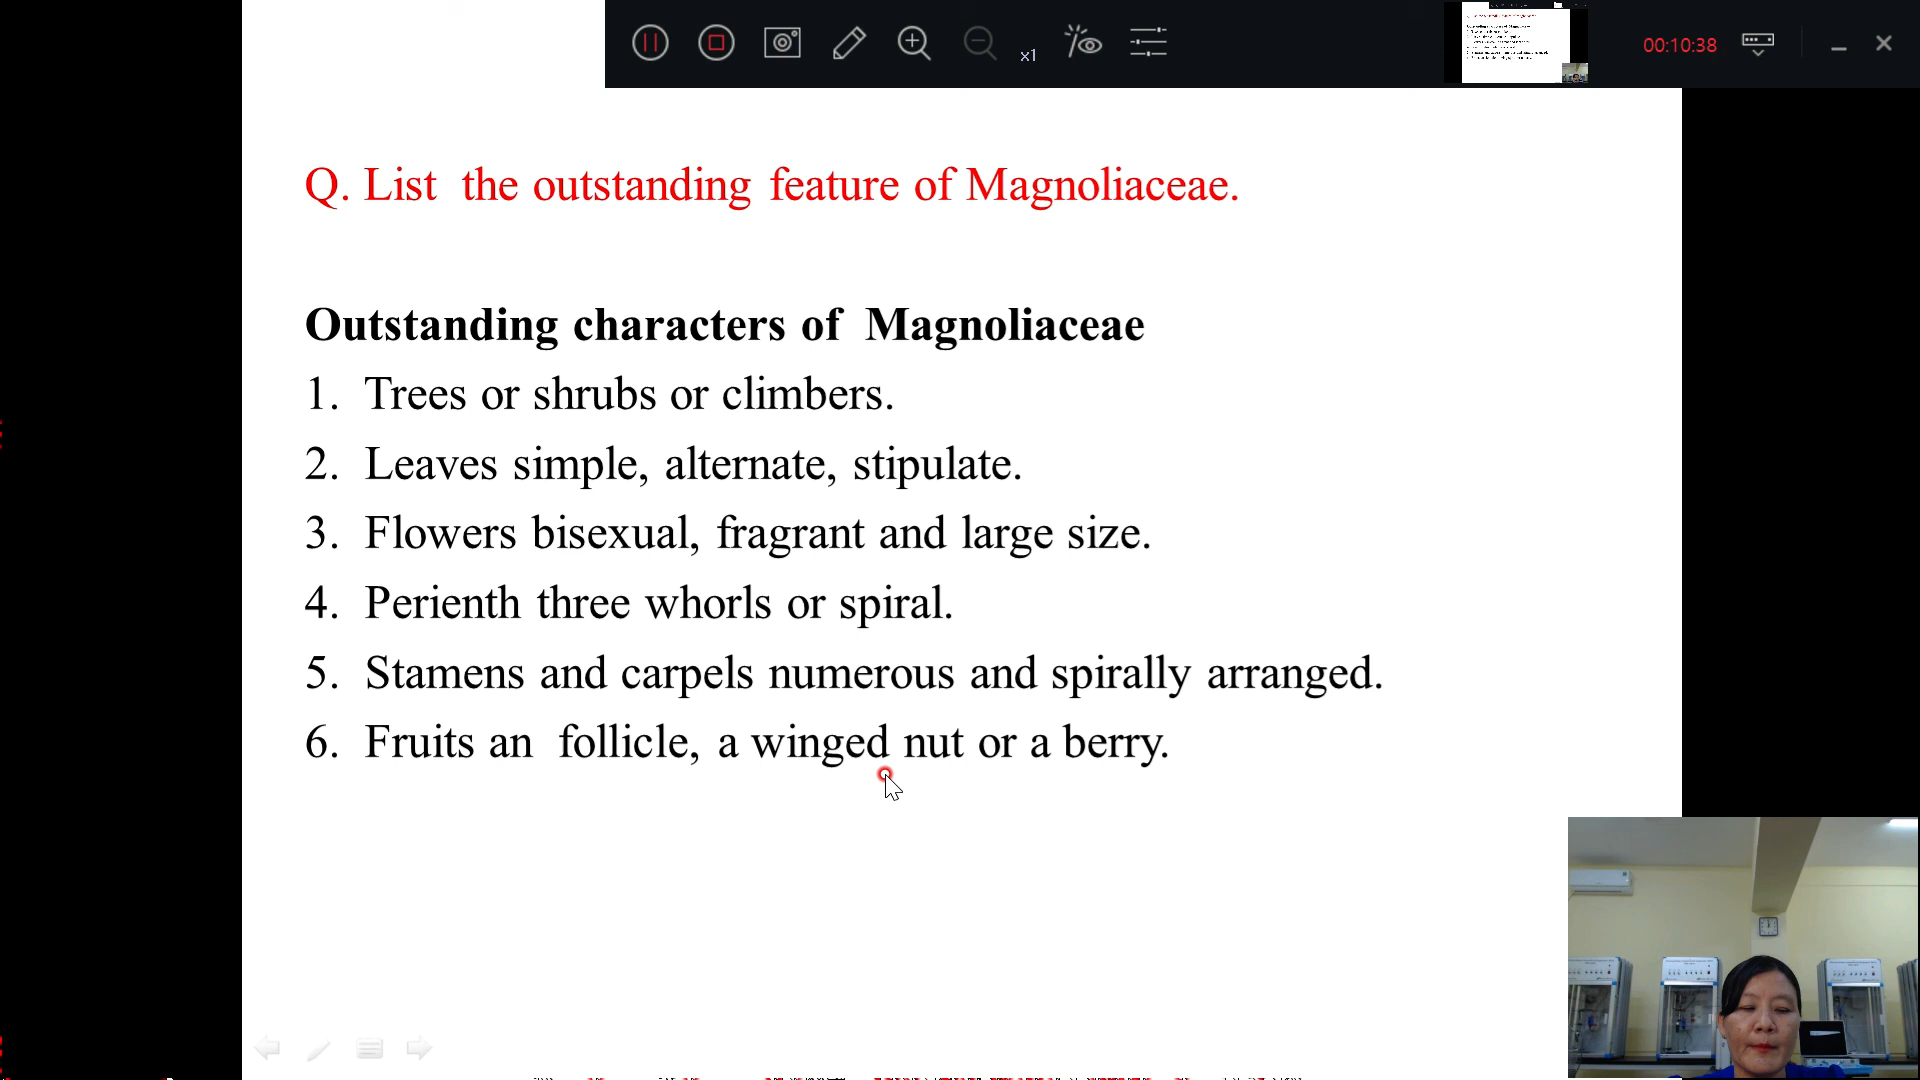 x1
00:10:38
Q. List the outstanding feature of Magnoliaceae.
Outstanding characters of Magnoliaceae
1. Trees or shrubs or climbers.
2. Leaves simple, alternate, stipulate.
3. Flowers bisexual, fragrant and large size.
4. Perienth three whorls or spiral.
5. Stamens and carpels numerous and spirally arranged.
6. Fruits an follicle, a winged nut or a berry.